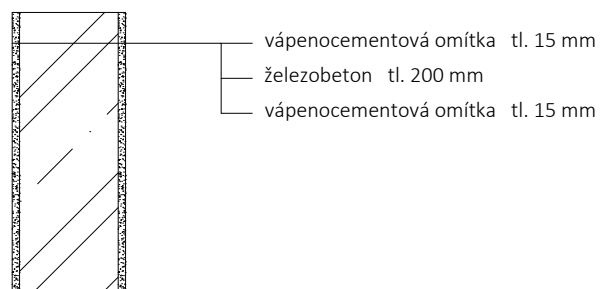 vápenocementová omítka tl. 15 mm
železobeton tl. 200 mm
vápenocementová omítka tl. 15 mm